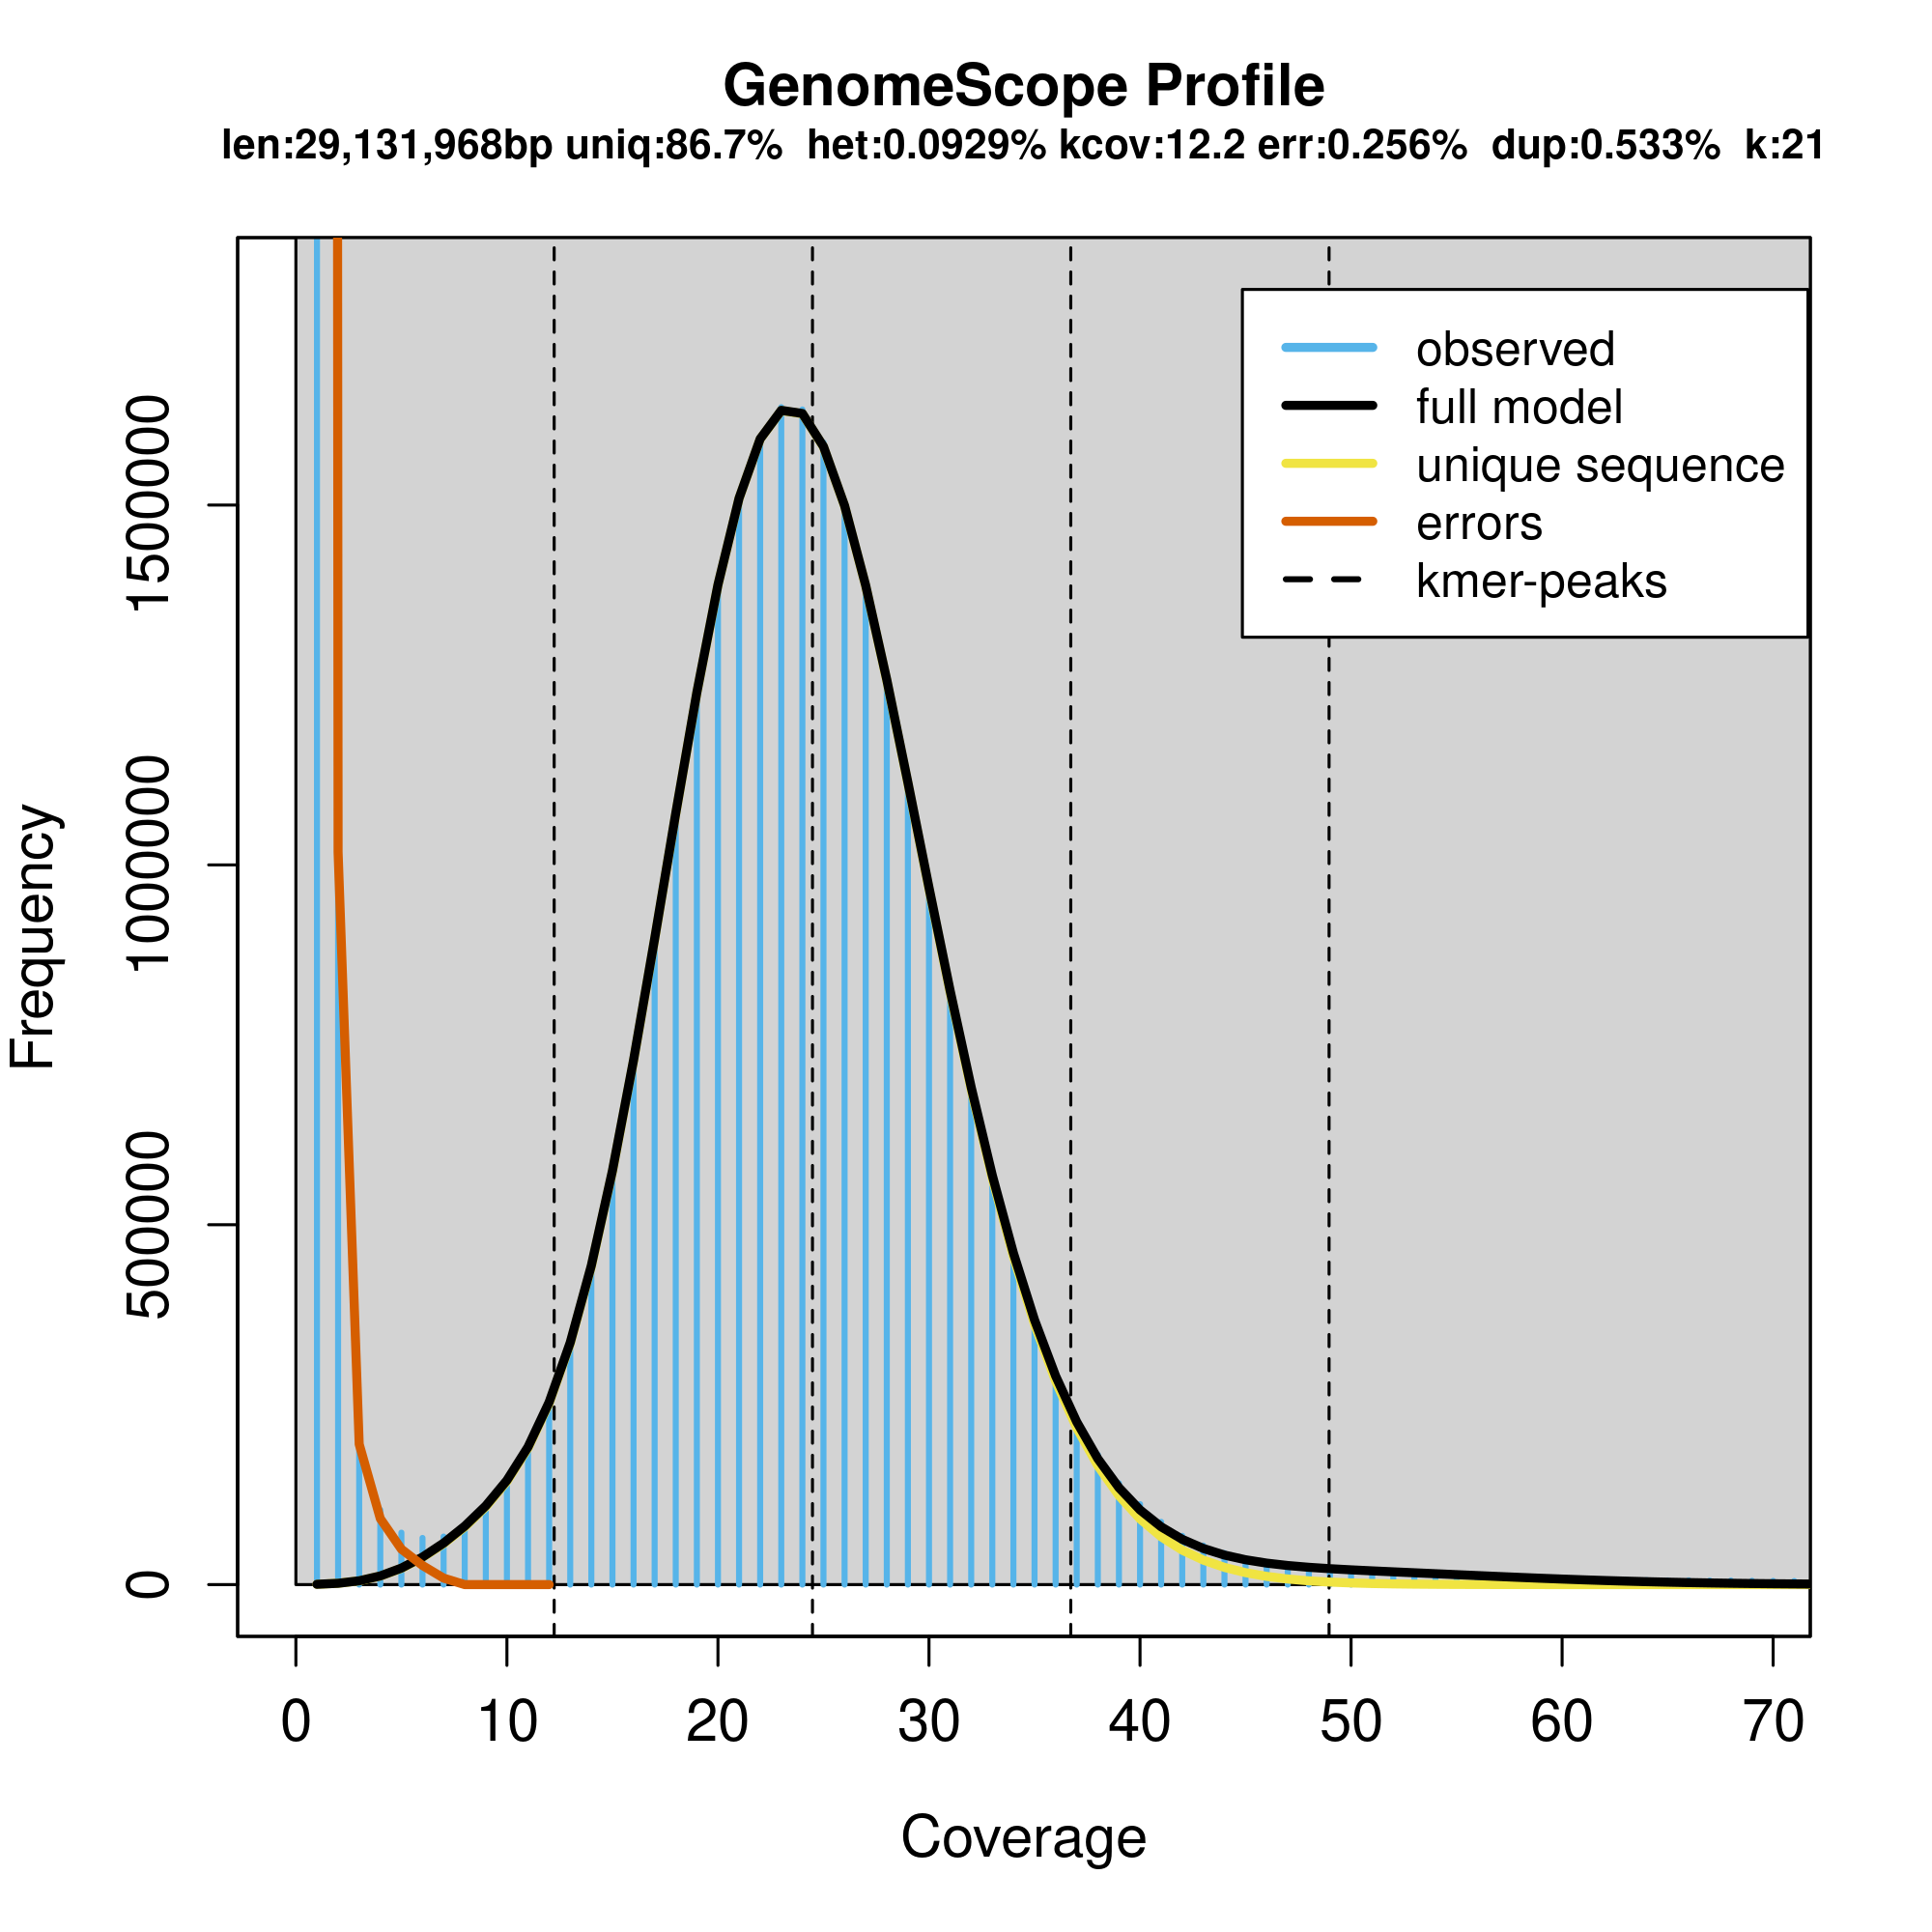 GenomeScope Profile
len:29,131,968bp uniq:86.7% het:0.0929% kcov:12.2 err:0.256% dup:0.533% k:21
observed
full model
unique sequence
errors
kmer-peaks
Frequency
1500000
1000000
500000
0
0 10 20 30 40 50 60 70
Coverage